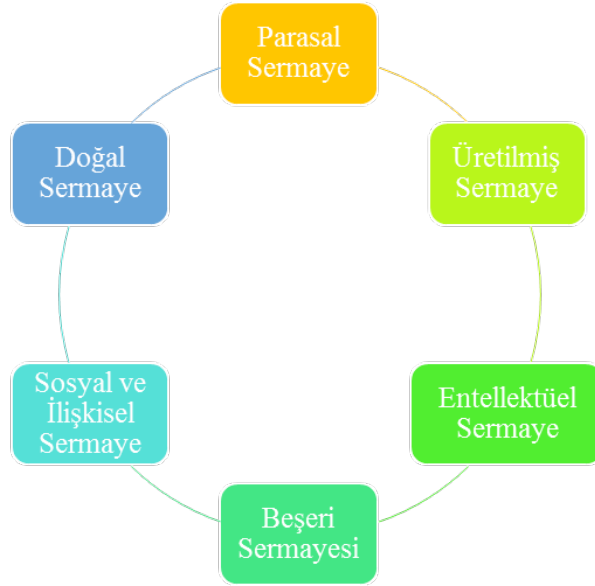 Parasal
Sermaye
Üretilmiş
Sermaye
Entellektüel
Sermaye
Beşeri
Sermayesi
Sosyal ve
İlişkisel
Sermaye
Doğal
Sermaye